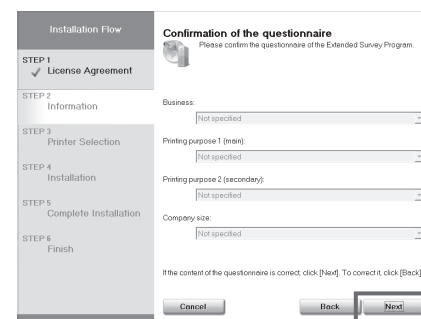 Installation Flow
STEP 1
License Agreement
STEP 2
Information
STEP 3
Printer Selection
STEP 4
Installation
STEP 5
Complete Installation
STEP 6
Finish
Confirmation of the questionnaire
Please confirm the questionnaire of the Extended Survey Program.
Business:
Not specified
Printing purpose 1 (main):
Not specified
Printing purpose 2 (secondary):
Not specified
Company size:
Not specified
If the content of the questionnaire is correct, click [Next]. To correct it, click [Back]
Cancel
Back
Next